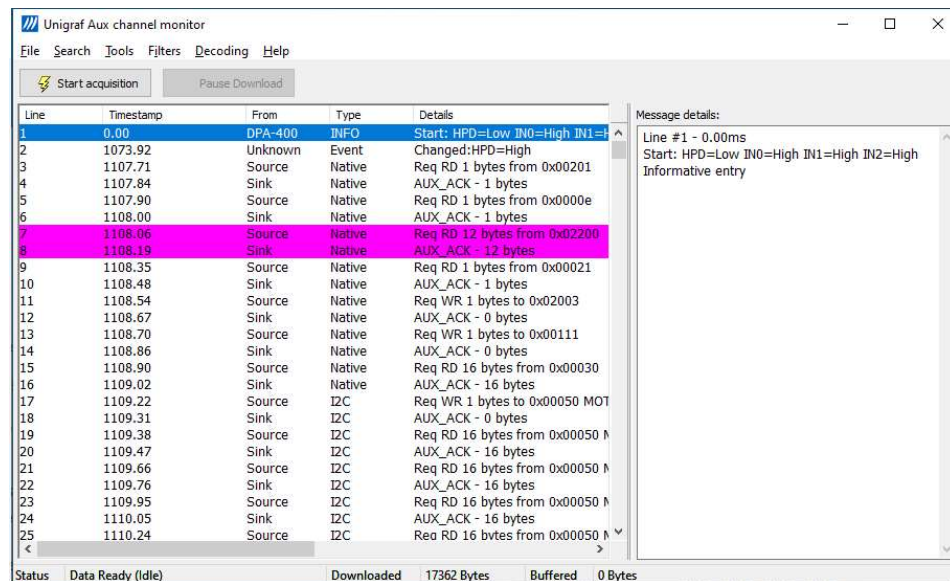 Unigraf Aux channel monitor
File Search Tools Filters Decoding Help
Start acquisition Pause Download
Line Timestamp From Type Details Message details:
1 0.00 DPA-400 INFO Start: HPD=Low IN0=High IN1=H
2 1073.92 Unknown Event Changed:HPD=High
3 1107.71 Source Native Req RD 1 bytes from 0x00201
4 1107.84 Sink Native AUX_ACK - 1 bytes
5 1107.90 Source Native Req RD 1 bytes from 0x0000e
6 1108.00 Sink Native AUX_ACK - 1 bytes
7 1108.06 Source Native Req RD 12 bytes from 0x02200
8 1108.19 Sink Native AUX_ACK - 12 bytes
9 1108.35 Source Native Req RD 1 bytes from 0x00021
10 1108.48 Sink Native AUX_ACK - 1 bytes
11 1108.54 Source Native Req WR 1 bytes to 0x02003
12 1108.67 Sink Native AUX_ACK - 0 bytes
13 1108.70 Source Native Req WR 1 bytes to 0x00111
14 1108.86 Sink Native AUX_ACK - 0 bytes
15 1108.90 Source Native Req RD 16 bytes from 0x00030
16 1109.02 Sink Native AUX_ACK - 16 bytes
17 1109.22 Source I2C Req WR 1 bytes to 0x00050 MOT
18 1109.31 Sink I2C AUX_ACK - 0 bytes
19 1109.38 Source I2C Req RD 16 bytes from 0x00050 M
20 1109.47 Sink I2C AUX_ACK - 16 bytes
21 1109.66 Source I2C Req RD 16 bytes from 0x00050 M
22 1109.76 Sink I2C AUX_ACK - 16 bytes
23 1109.95 Source I2C Req RD 16 bytes from 0x00050 M
24 1110.05 Sink I2C AUX_ACK - 16 bytes
25 1110.24 Source I2C Req RD 16 bytes from 0x00050 M
Line #1 - 0.00ms
Start: HPD=Low IN0=High IN1=High IN2=High
Informative entry
Status Data Ready (Idle) Downloaded 17362 Bytes Buffered 0 Bytes